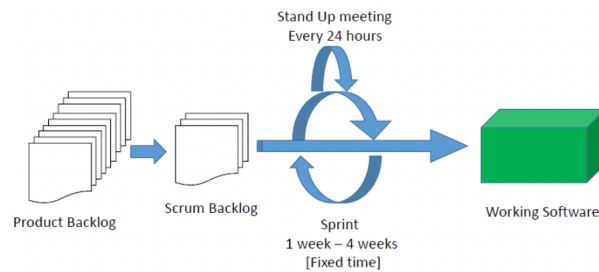 Stand Up meeting
Every 24 hours
Product Backlog
Scrum Backlog
Sprint
1 week – 4 weeks
[Fixed time]
Working Software